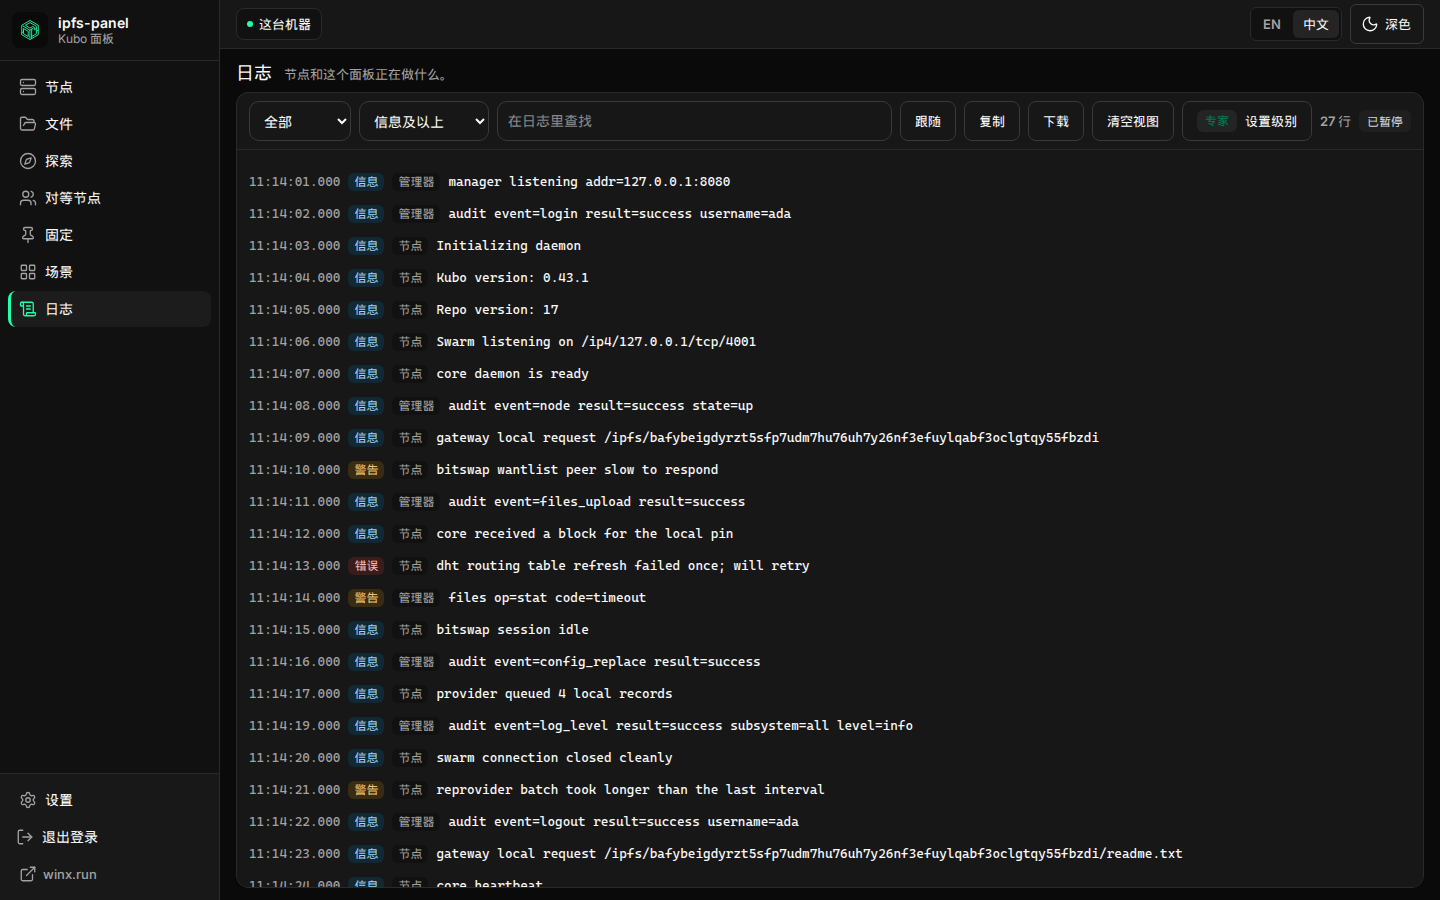 ipfs-panel
Kubo 面板
节点
文件
探索
对等节点
固定
场景
日志
设置
退出登录
winx.run
这台机器
EN 中文 深色
日志 节点和这个面板正在做什么。
全部 信息及以上 在日志里查找 跟随 复制 下载 清空视图 专家 设置级别 27 行 已暂停
11:14:01.000 信息 管理器 manager listening addr=127.0.0.1:8080
11:14:02.000 信息 管理器 audit event=login result=success username=ada
11:14:03.000 信息 节点 Initializing daemon
11:14:04.000 信息 节点 Kubo version: 0.43.1
11:14:05.000 信息 节点 Repo version: 17
11:14:06.000 信息 节点 Swarm listening on /ip4/127.0.0.1/tcp/4001
11:14:07.000 信息 节点 core daemon is ready
11:14:08.000 信息 管理器 audit event=node result=success state=up
11:14:09.000 信息 节点 gateway local request /ipfs/bafybeigdyrzt5sfp7udm7hu76uh7y26nf3efuylqabf3oclgtqy55fbzdi
11:14:10.000 警告 节点 bitswap wantlist peer slow to respond
11:14:11.000 信息 管理器 audit event=files_upload result=success
11:14:12.000 信息 节点 core received a block for the local pin
11:14:13.000 错误 节点 dht routing table refresh failed once; will retry
11:14:14.000 警告 管理器 files op=stat code=timeout
11:14:15.000 信息 节点 bitswap session idle
11:14:16.000 信息 管理器 audit event=config_replace result=success
11:14:17.000 信息 节点 provider queued 4 local records
11:14:19.000 信息 管理器 audit event=log_level result=success subsystem=all level=info
11:14:20.000 信息 节点 swarm connection closed cleanly
11:14:21.000 警告 节点 reprovider batch took longer than the last interval
11:14:22.000 信息 管理器 audit event=logout result=success username=ada
11:14:23.000 信息 节点 gateway local request /ipfs/bafybeigdyrzt5sfp7udm7hu76uh7y26nf3efuylqabf3oclgtqy55fbzdi/readme.txt
11:14:24.000 信息 节点 core heartbeat